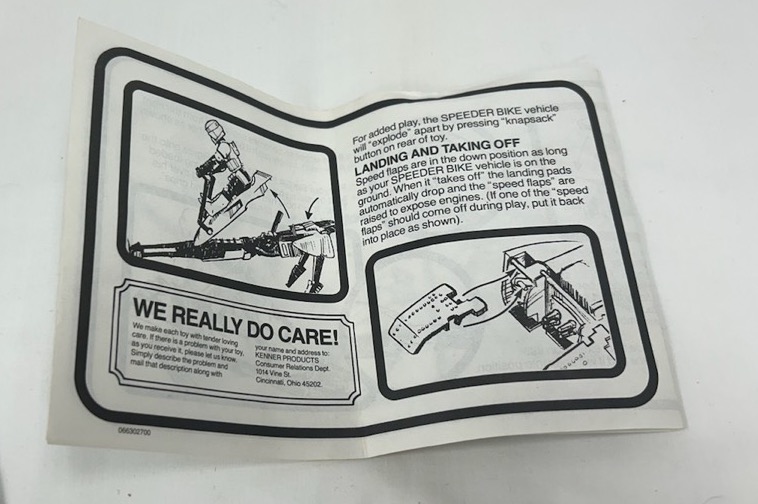 For added play, the SPEEDER BIKE vehicle
will "explode" apart by pressing "knapsack"
button on rear of toy.
LANDING AND TAKING OFF
Speed flaps are in the down position as long
as your SPEEDER BIKE vehicle is on the
ground. When it "takes off" the landing pads
automatically drop and the "speed flaps" are
raised to expose engines. (If one of the "speed
flaps" should come off during play, put it back
into place as shown).
WE REALLY DO CARE!
We make each toy with tender loving
care. If there is a problem with your toy,
as you receive it, please let us know.
Simply describe the problem and
mail that description along with
your name and address to:
KENNER PRODUCTS
Consumer Relations Dept.
1014 Vine St.
Cincinnati, Ohio 45202.
066302700